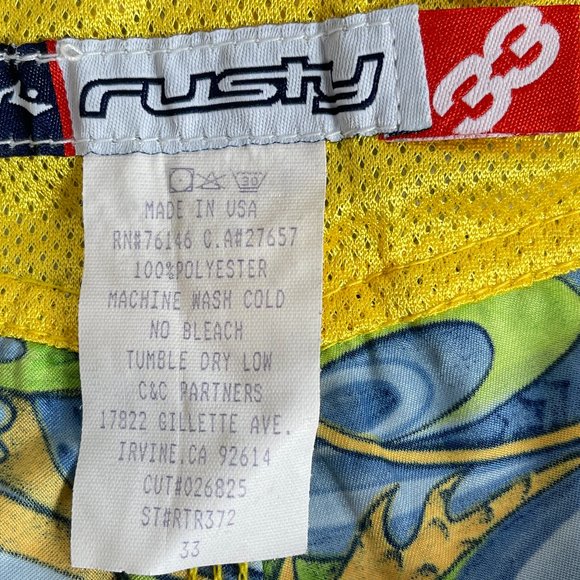 rusty 33
MADE IN USA
RN#76146 C.A#27657
100%POLYESTER
MACHINE WASH COLD
NO BLEACH
TUMBLE DRY LOW
C&C PARTNERS
17822 GILLETTE AVE.
IRVINE,CA 92614
CUT#026825
ST#RTR372
33